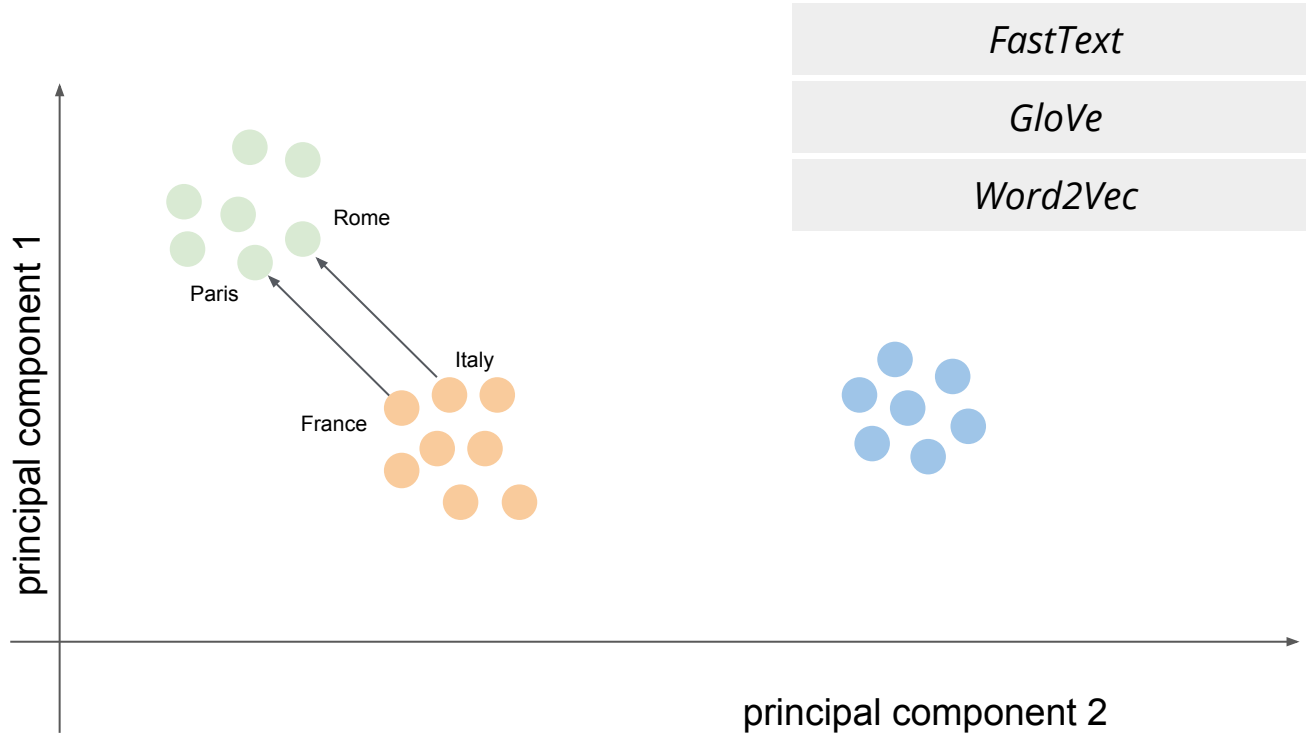 FastText
GloVe
Word2Vec
Rome
Paris
Italy
France
principal component 1
principal component 2